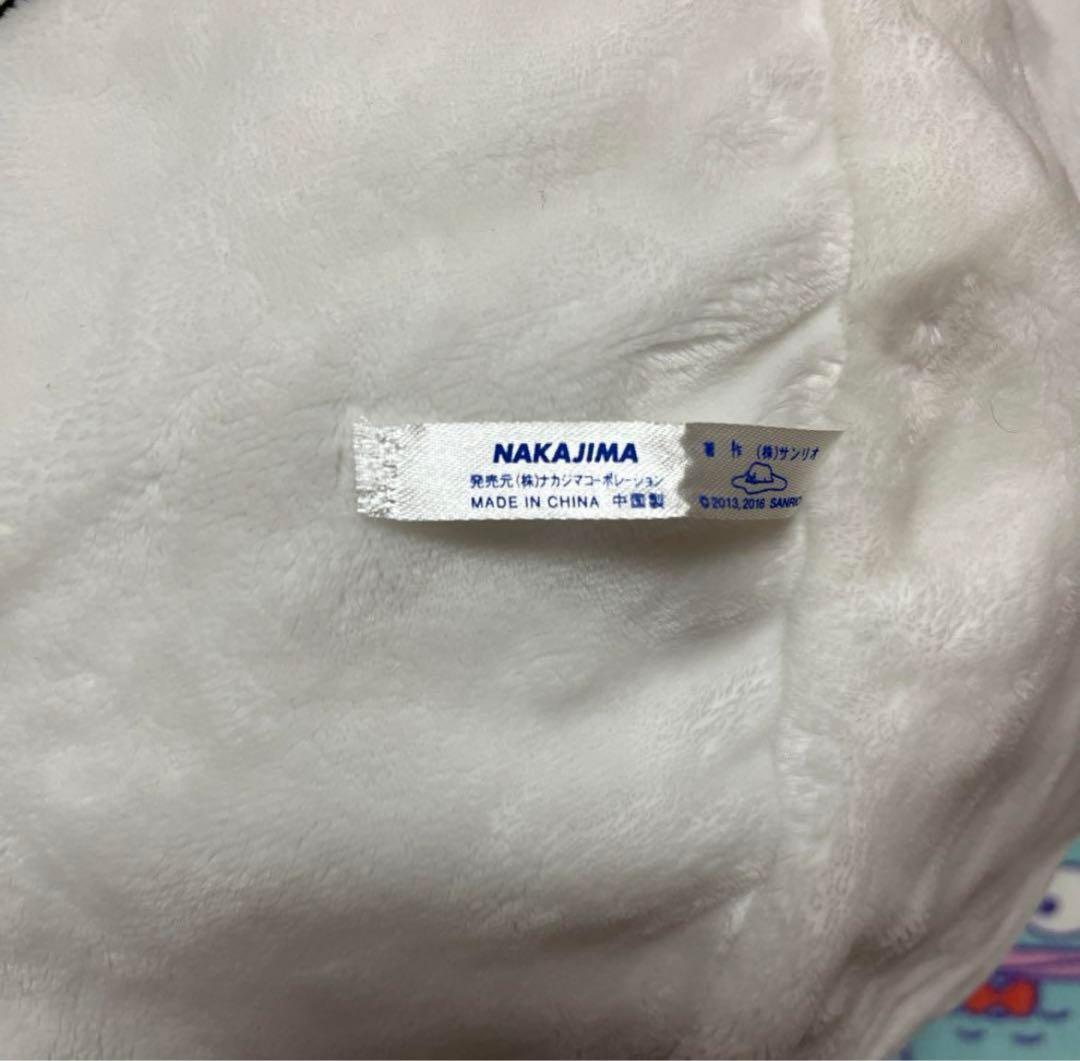 NAKAJIMA
発売元(株)ナカジマコーポレーション
MADE IN CHINA 中国製
著 作 (株)サンリオ
© 2013, 2016